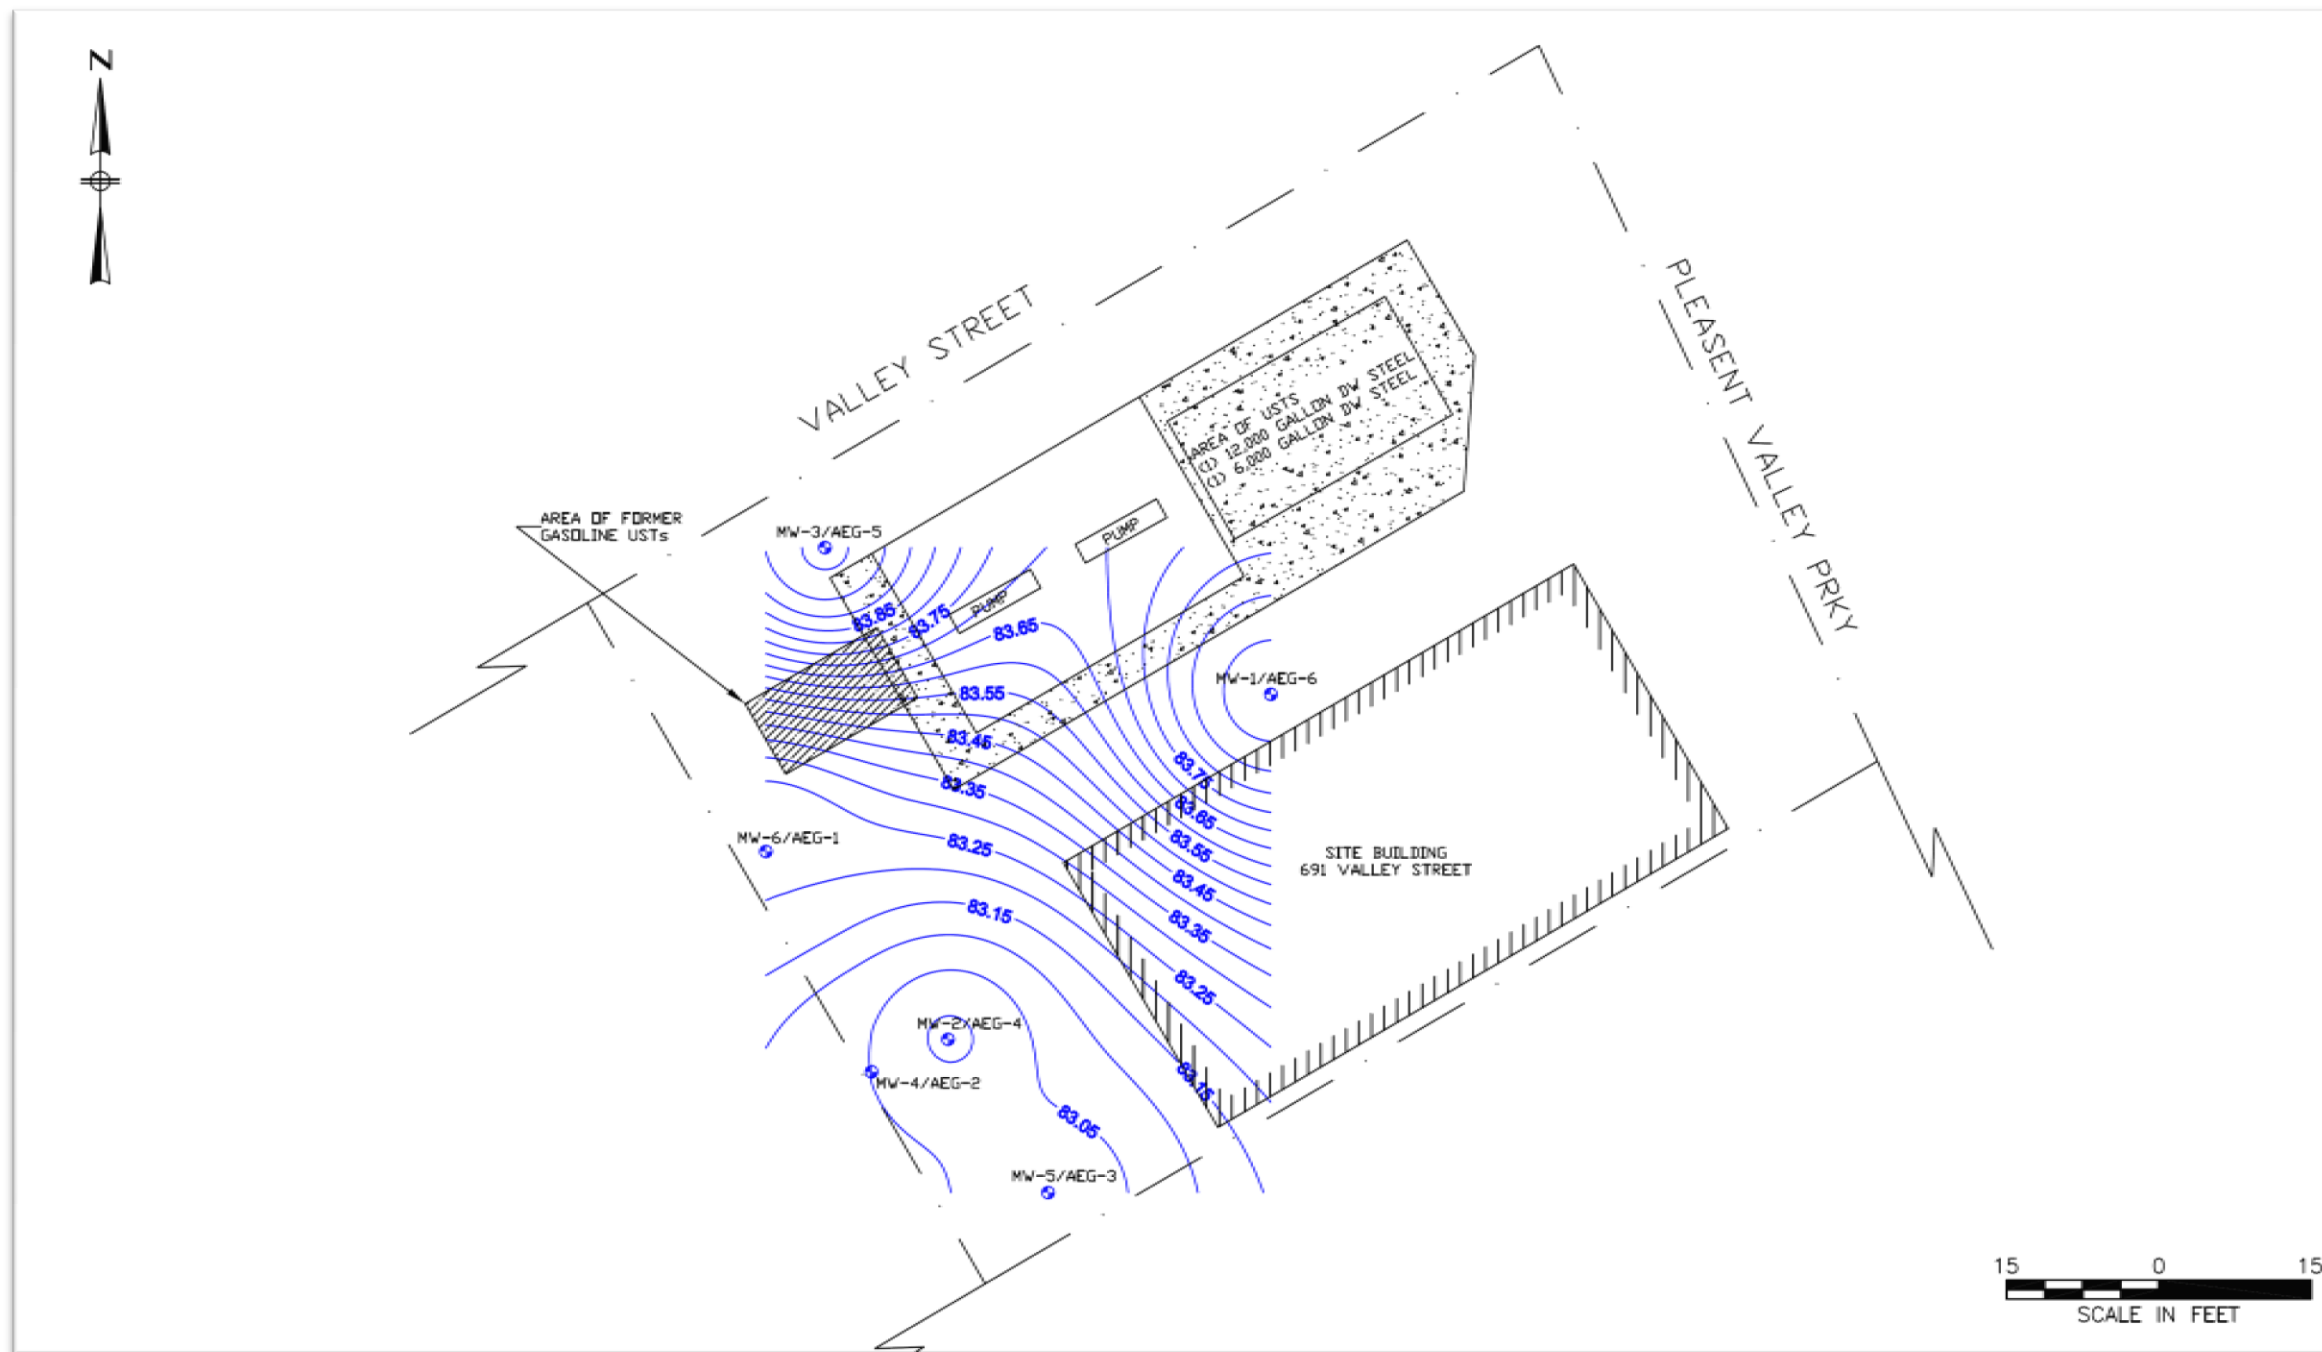 N
VALLEY STREET
PLEASENT VALLEY PRKY
AREA OF USTS
(1) 12,000 GALLON DW STEEL
(1) 6,000 GALLON DW STEEL
AREA OF FORMER
GASOLINE USTs
MW-3/AEG-5
PUMP
PUMP
83.85
83.75
83.65
83.55
83.45
83.35
83.25
83.15
MW-1/AEG-6
83.75
83.65
83.55
83.45
83.35
83.25
83.15
SITE BUILDING
691 VALLEY STREET
MW-6/AEG-1
MW-2/AEG-4
MW-4/AEG-2
83.05
MW-5/AEG-3
15 0 15
SCALE IN FEET